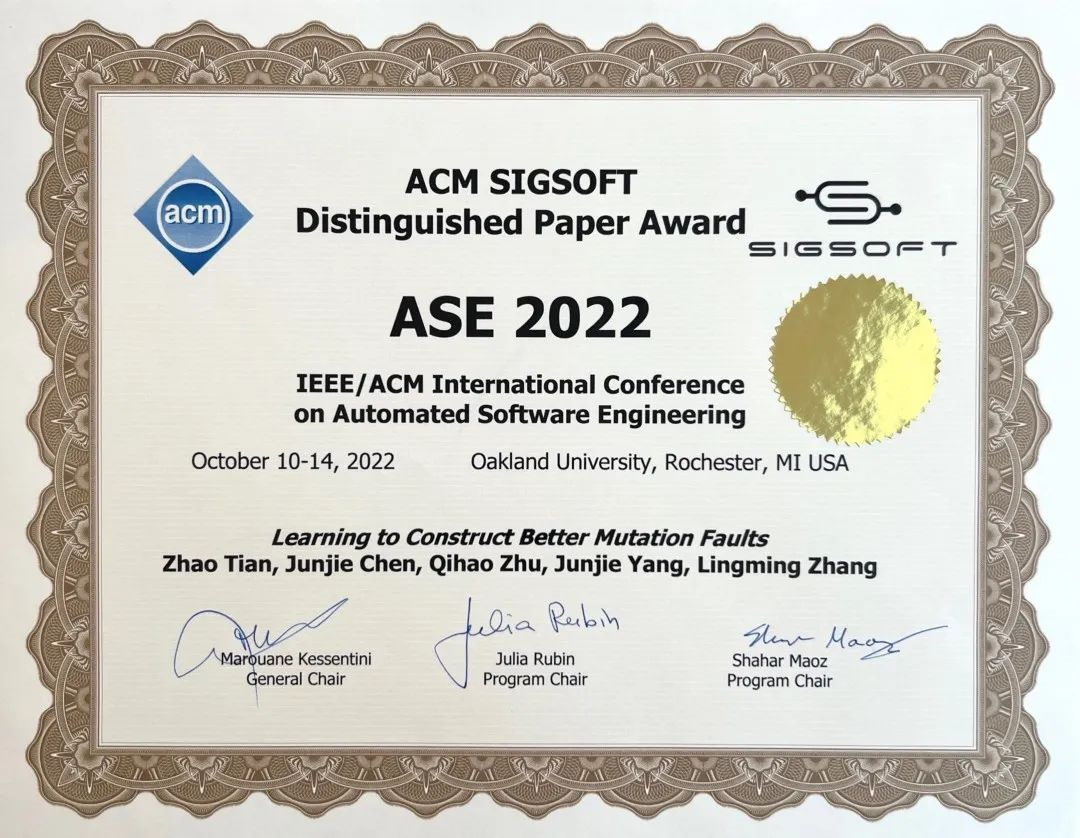 acm
ACM SIGSOFT
Distinguished Paper Award
SIGSOFT
ASE 2022
IEEE/ACM International Conference
on Automated Software Engineering
October 10-14, 2022 Oakland University, Rochester, MI USA
Learning to Construct Better Mutation Faults
Zhao Tian, Junjie Chen, Qihao Zhu, Junjie Yang, Lingming Zhang
Julia Rubin
Shahar Maoz
Marouane Kessentini Julia Rubin Shahar Maoz
General Chair Program Chair Program Chair